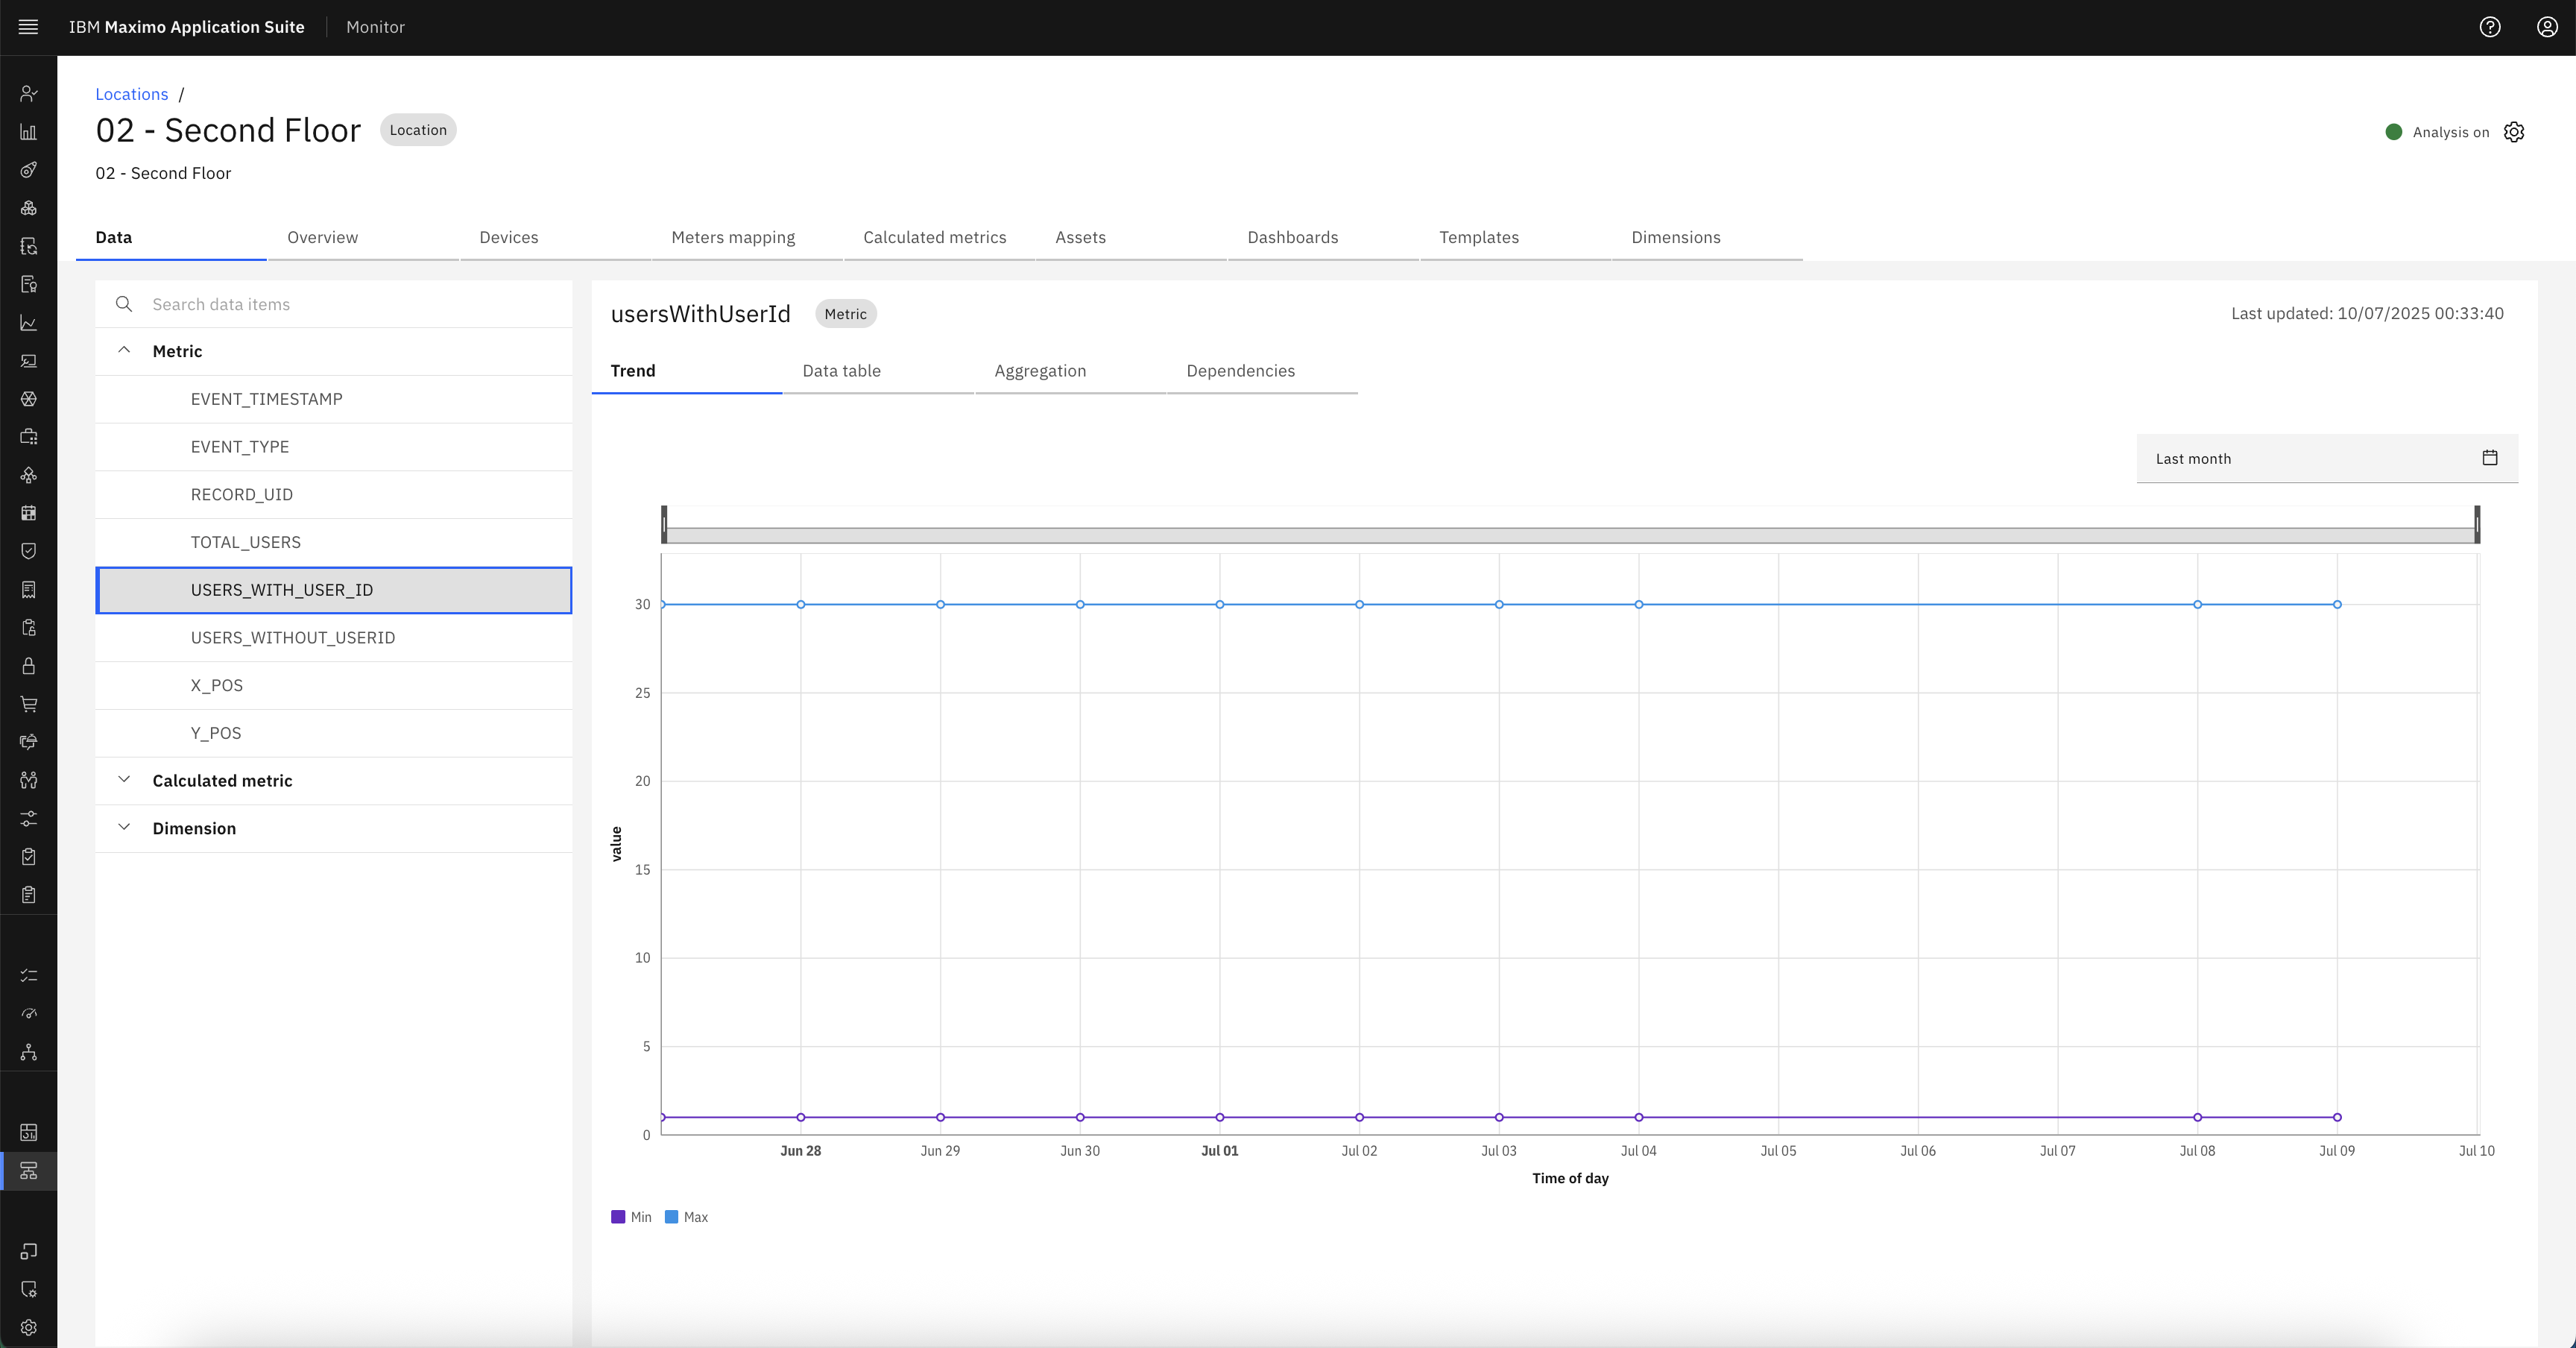 IBM Maximo Application Suite | Monitor
Locations /
02 - Second Floor Location
Analysis on
02 - Second Floor
Data Overview Devices Meters mapping Calculated metrics Assets Dashboards Templates Dimensions
Search data items
Metric
EVENT_TIMESTAMP
EVENT_TYPE
RECORD_UID
TOTAL_USERS
USERS_WITH_USER_ID
USERS_WITHOUT_USERID
X_POS
Y_POS
Calculated metric
Dimension
usersWithUserId Metric
Last updated: 10/07/2025 00:33:40
Trend Data table Aggregation Dependencies
Last month
30
25
20
15
10
5
0
value
Jun 28 Jun 29 Jun 30 Jul 01 Jul 02 Jul 03 Jul 04 Jul 05 Jul 06 Jul 07 Jul 08 Jul 09 Jul 10
Time of day
Min Max